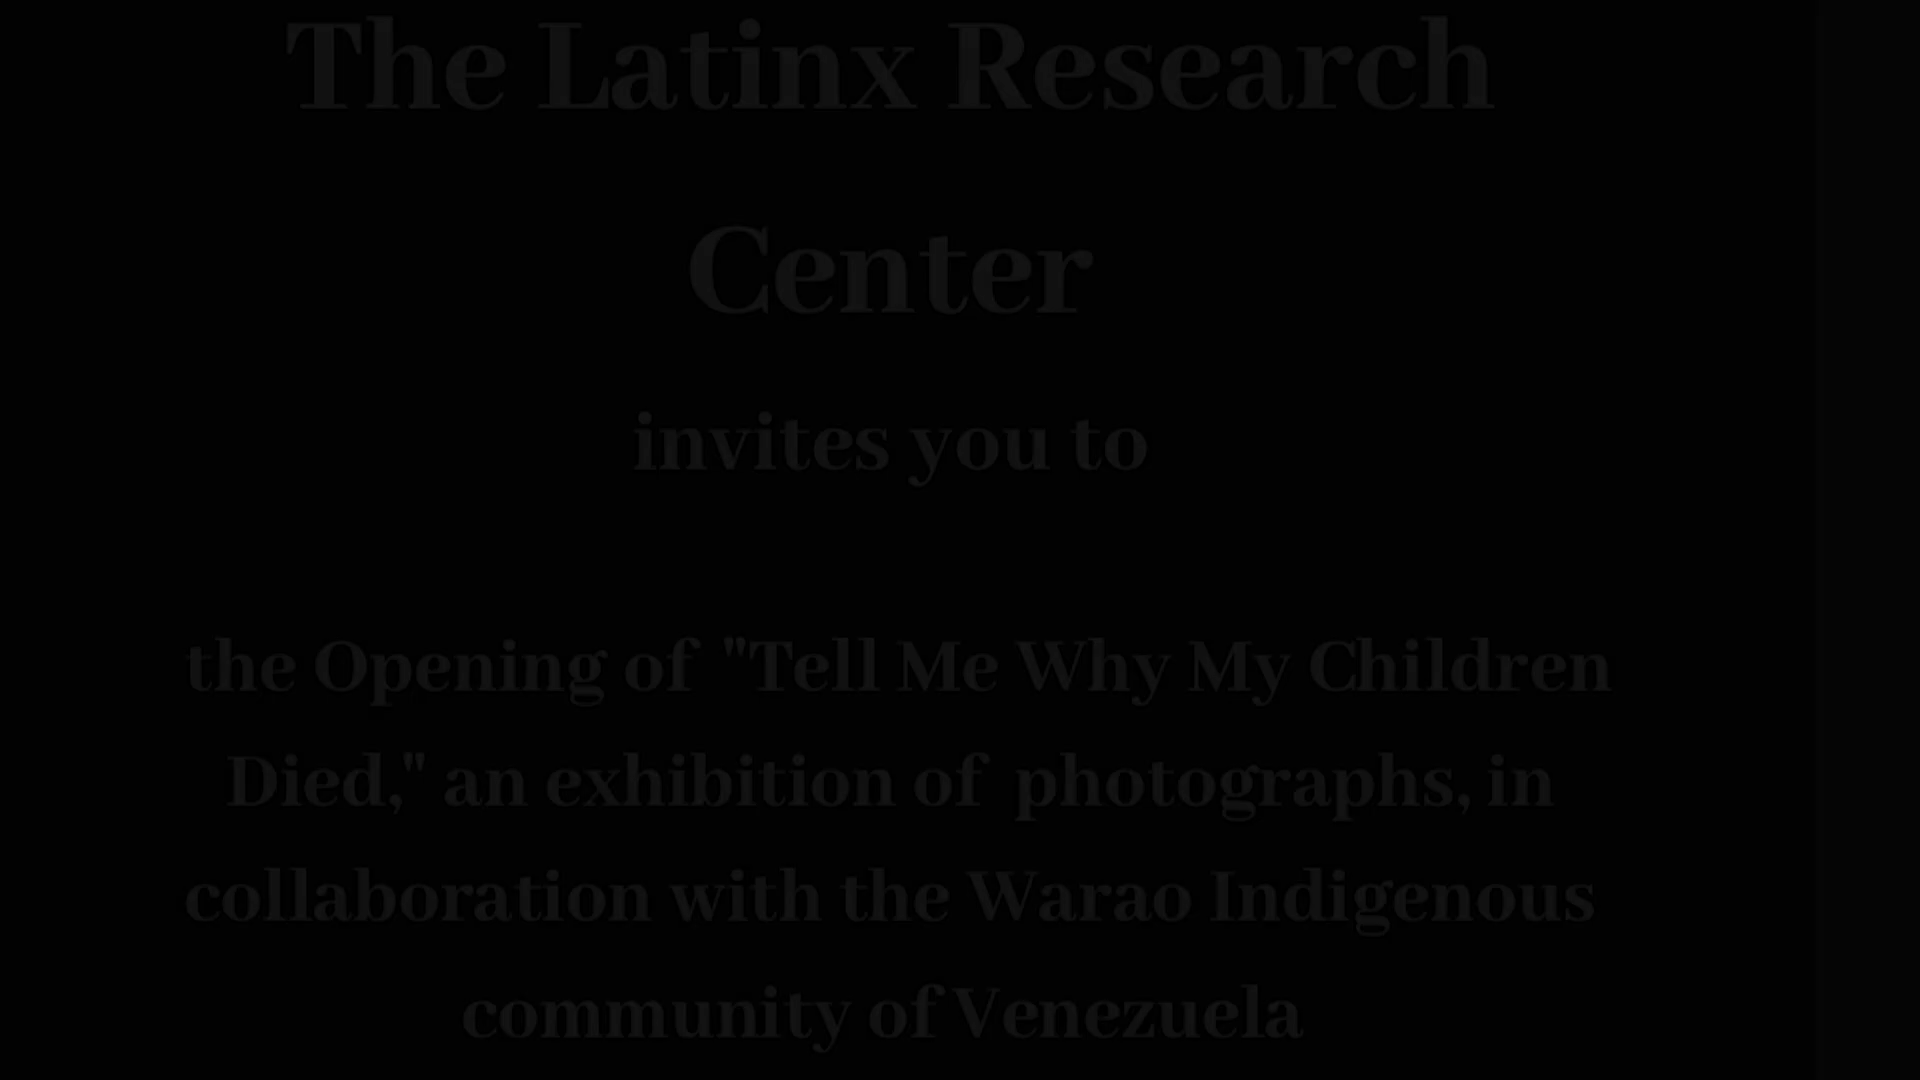 The Latinx Research
Center
invites you to
the Opening of "Tell Me Why My Children
Died," an exhibition of photographs, in
collaboration with the Warao Indigenous
community of Venezuela